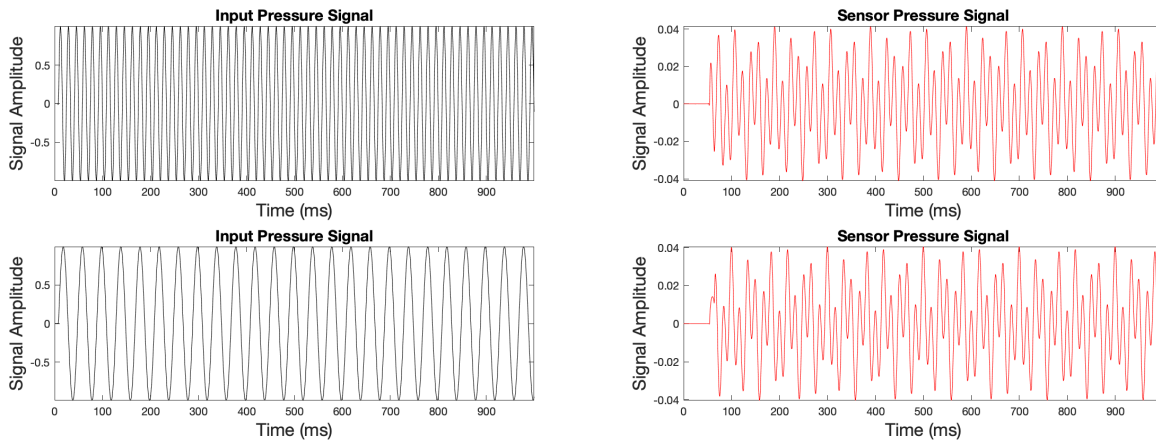 Input Pressure Signal
Signal Amplitude
0.5
0
-0.5
0 100 200 300 400 500 600 700 800 900
Time (ms)
Sensor Pressure Signal
Signal Amplitude
0.04
0.02
0
-0.02
-0.04
0 100 200 300 400 500 600 700 800 900
Time (ms)
Input Pressure Signal
Signal Amplitude
0.5
0
-0.5
0 100 200 300 400 500 600 700 800 900
Time (ms)
Sensor Pressure Signal
Signal Amplitude
0.04
0.02
0
-0.02
-0.04
0 100 200 300 400 500 600 700 800 900
Time (ms)